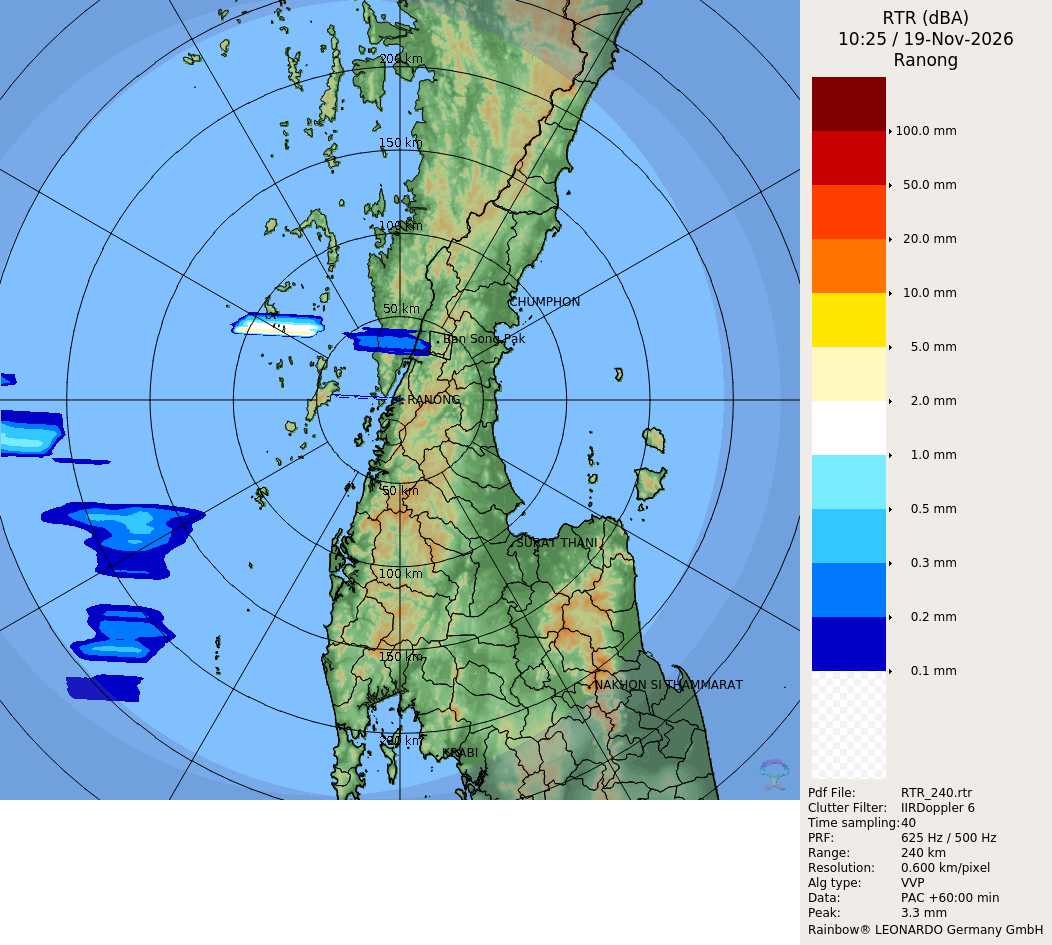 RTR (dBA)
10:25 / 19-Nov-2026
Ranong
200 km
150 km
100 km
50 km
CHUMPHON
Ban Song Pak
RANONG
50 km
SURAT THANI
100 km
150 km
NAKHON SI THAMMARAT
200 km
KRABI
100.0 mm
50.0 mm
20.0 mm
10.0 mm
5.0 mm
2.0 mm
1.0 mm
0.5 mm
0.3 mm
0.2 mm
0.1 mm
Pdf File: RTR_240.rtr
Clutter Filter: IIRDoppler 6
Time sampling:40
PRF: 625 Hz / 500 Hz
Range: 240 km
Resolution: 0.600 km/pixel
Alg type: VVP
Data: PAC +60:00 min
Peak: 3.3 mm
Rainbow® LEONARDO Germany GmbH